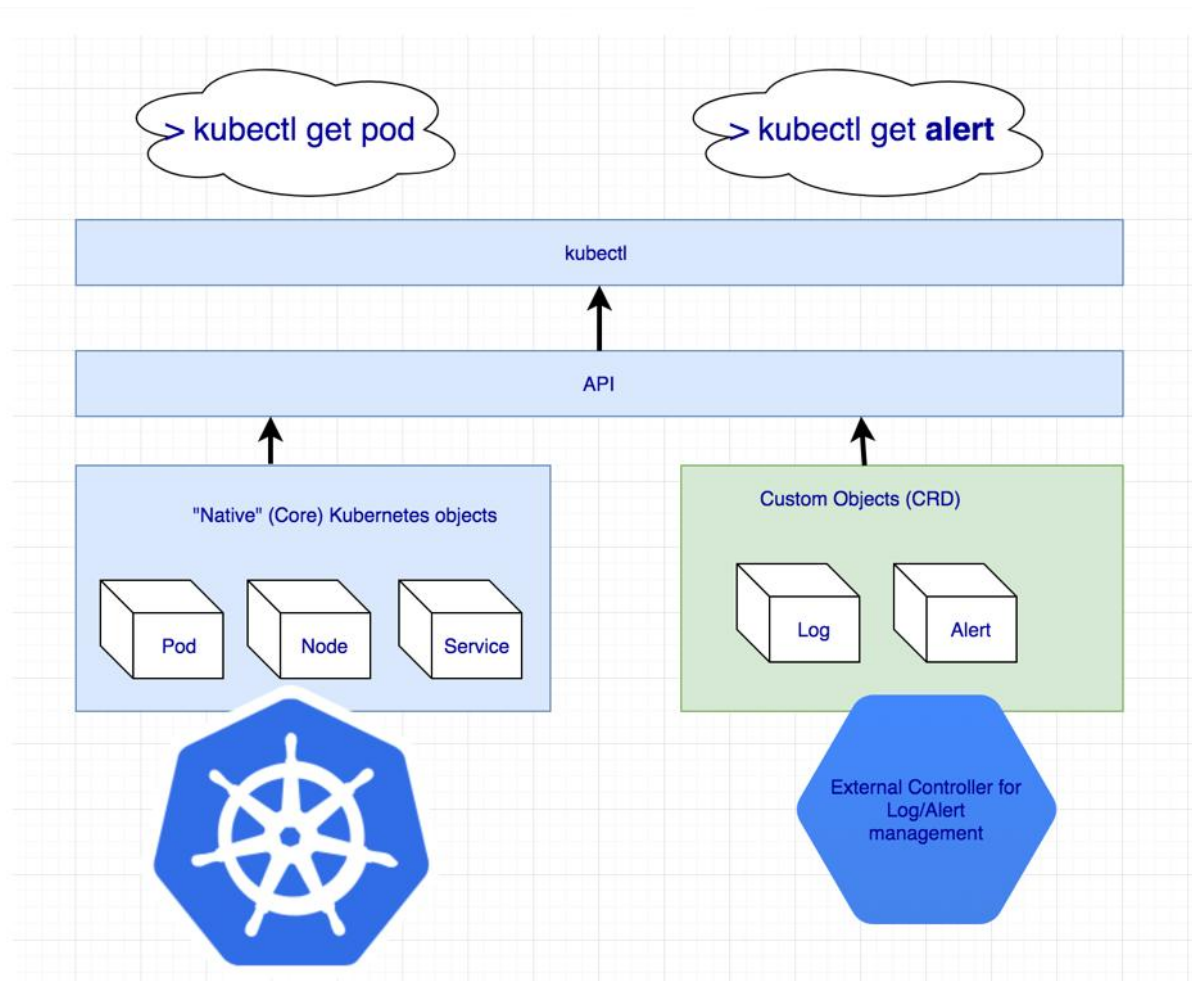 > kubectl get pod
> kubectl get alert
kubectl
API
"Native" (Core) Kubernetes objects
Pod
Node
Service
Custom Objects (CRD)
Log
Alert
External Controller for
Log/Alert
management